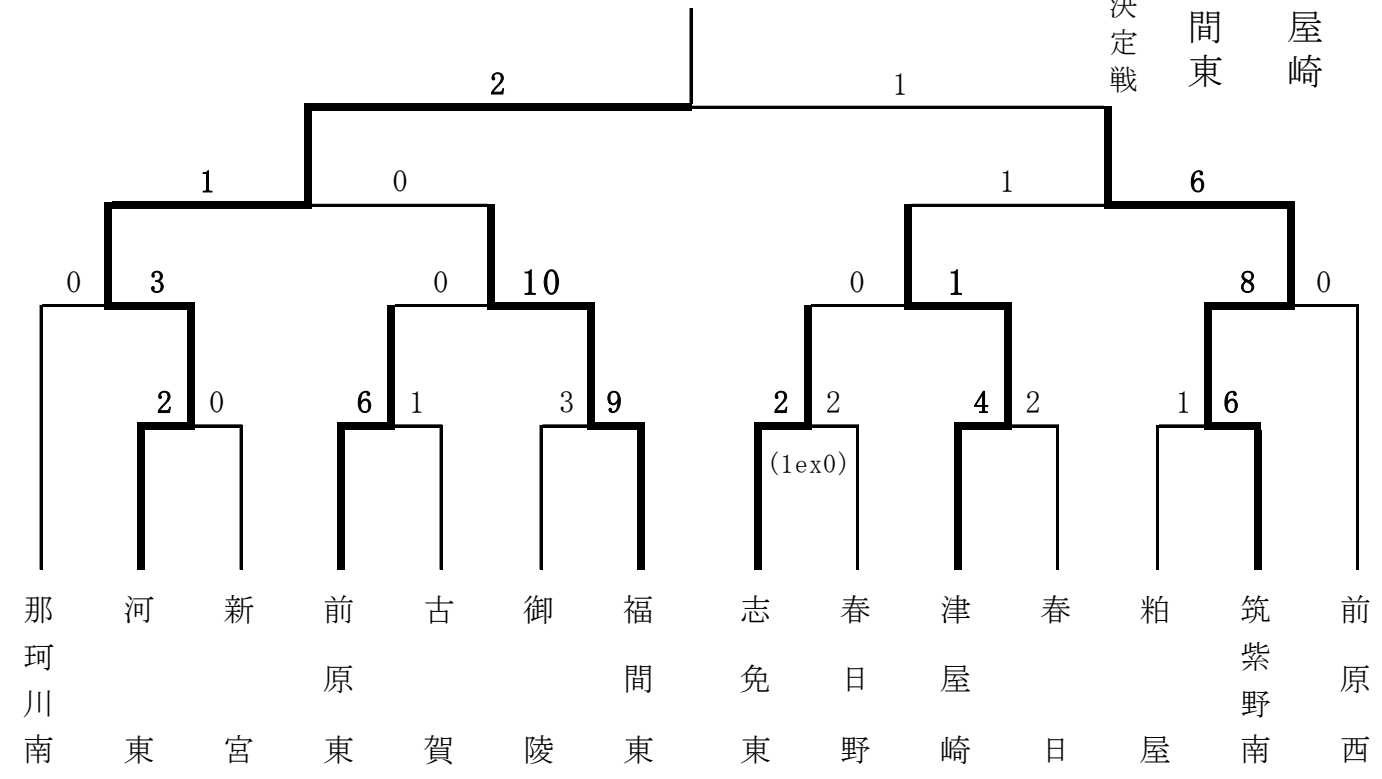 決定戦
間東
屋崎
2
1
1
0
1
6
0
3
0
10
0
1
8
0
2
0
6
1
3
9
2
2
4
2
1
6
(1ex0)
那珂川南
河東
新宮
前原東
古賀
御陵
福間東
志免東
春日野
津屋崎
春日
粕屋
筑紫野南
前原西